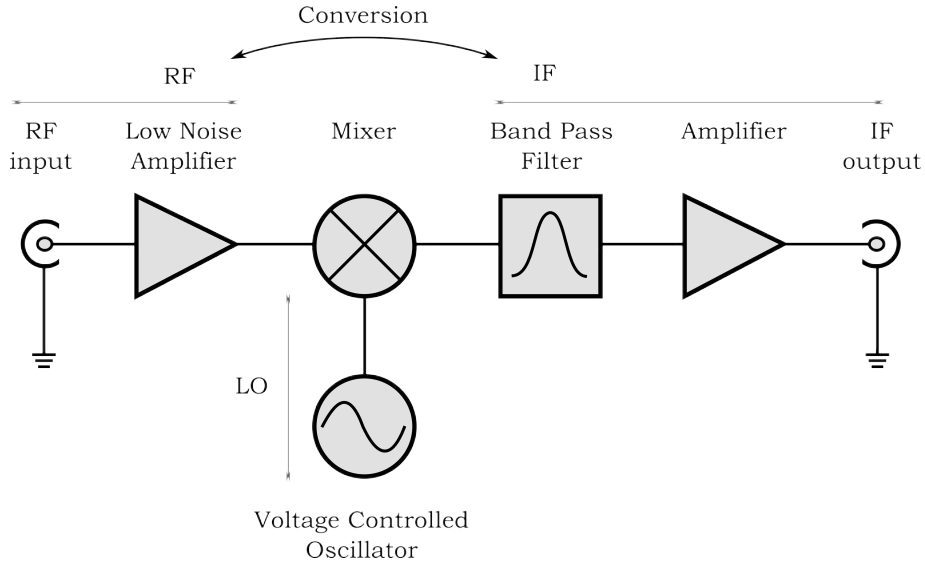 Conversion
RF
IF
RF
input
Low Noise
Amplifier
Mixer
Band Pass
Filter
Amplifier
IF
output
LO
Voltage Controlled
Oscillator